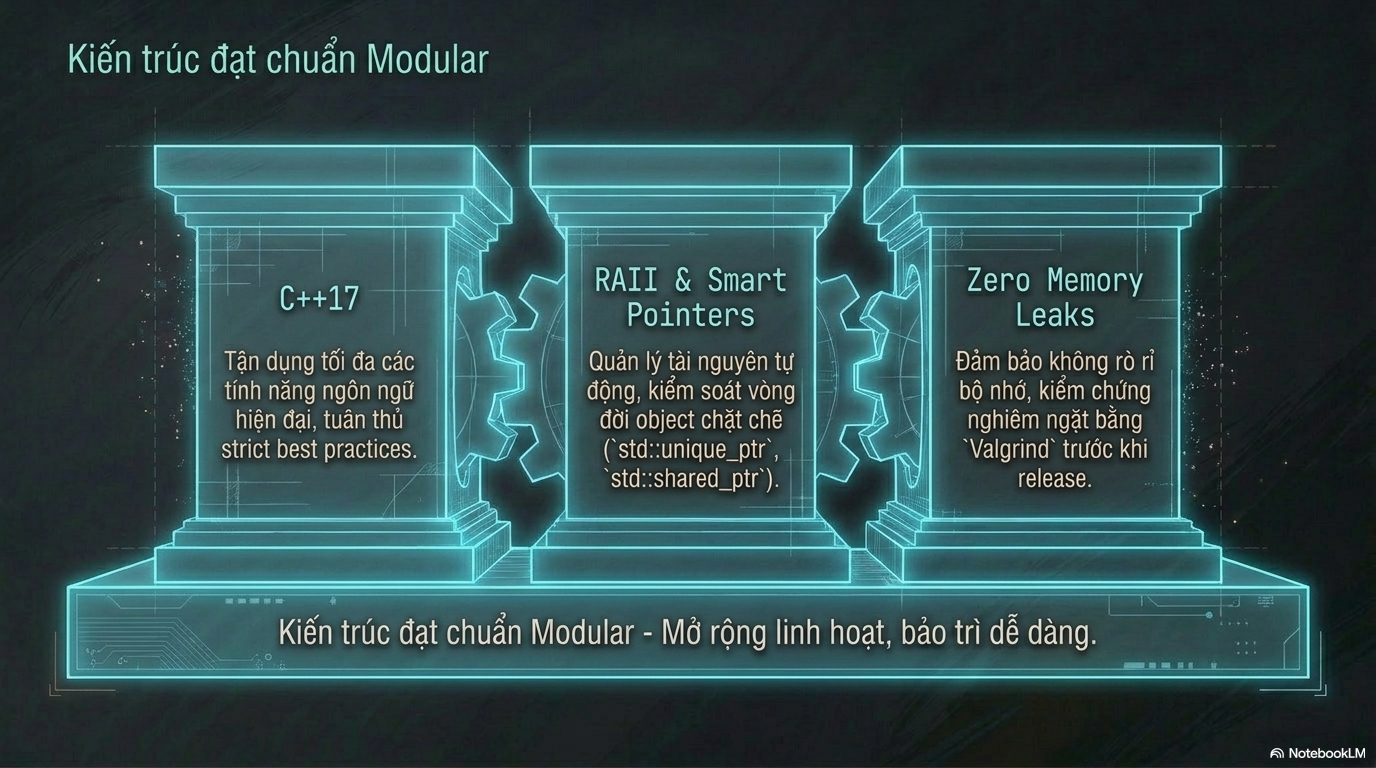 Kiến trúc đạt chuẩn Modular
C++17
Tận dụng tối đa các
tính năng ngôn ngữ
hiện đại, tuân thủ
strict best practices.
RAII & Smart
Pointers
Quản lý tài nguyên tự
động, kiểm soát vòng
đời object chặt chẽ
(`std::unique_ptr`,
`std::shared_ptr`).
Zero Memory
Leaks
Đảm bảo không rò rỉ
bộ nhớ, kiểm chứng
nghiêm ngặt bằng
`Valgrind` trước khi
release.
Kiến trúc đạt chuẩn Modular - Mở rộng linh hoạt, bảo trì dễ dàng.
NotebookLM